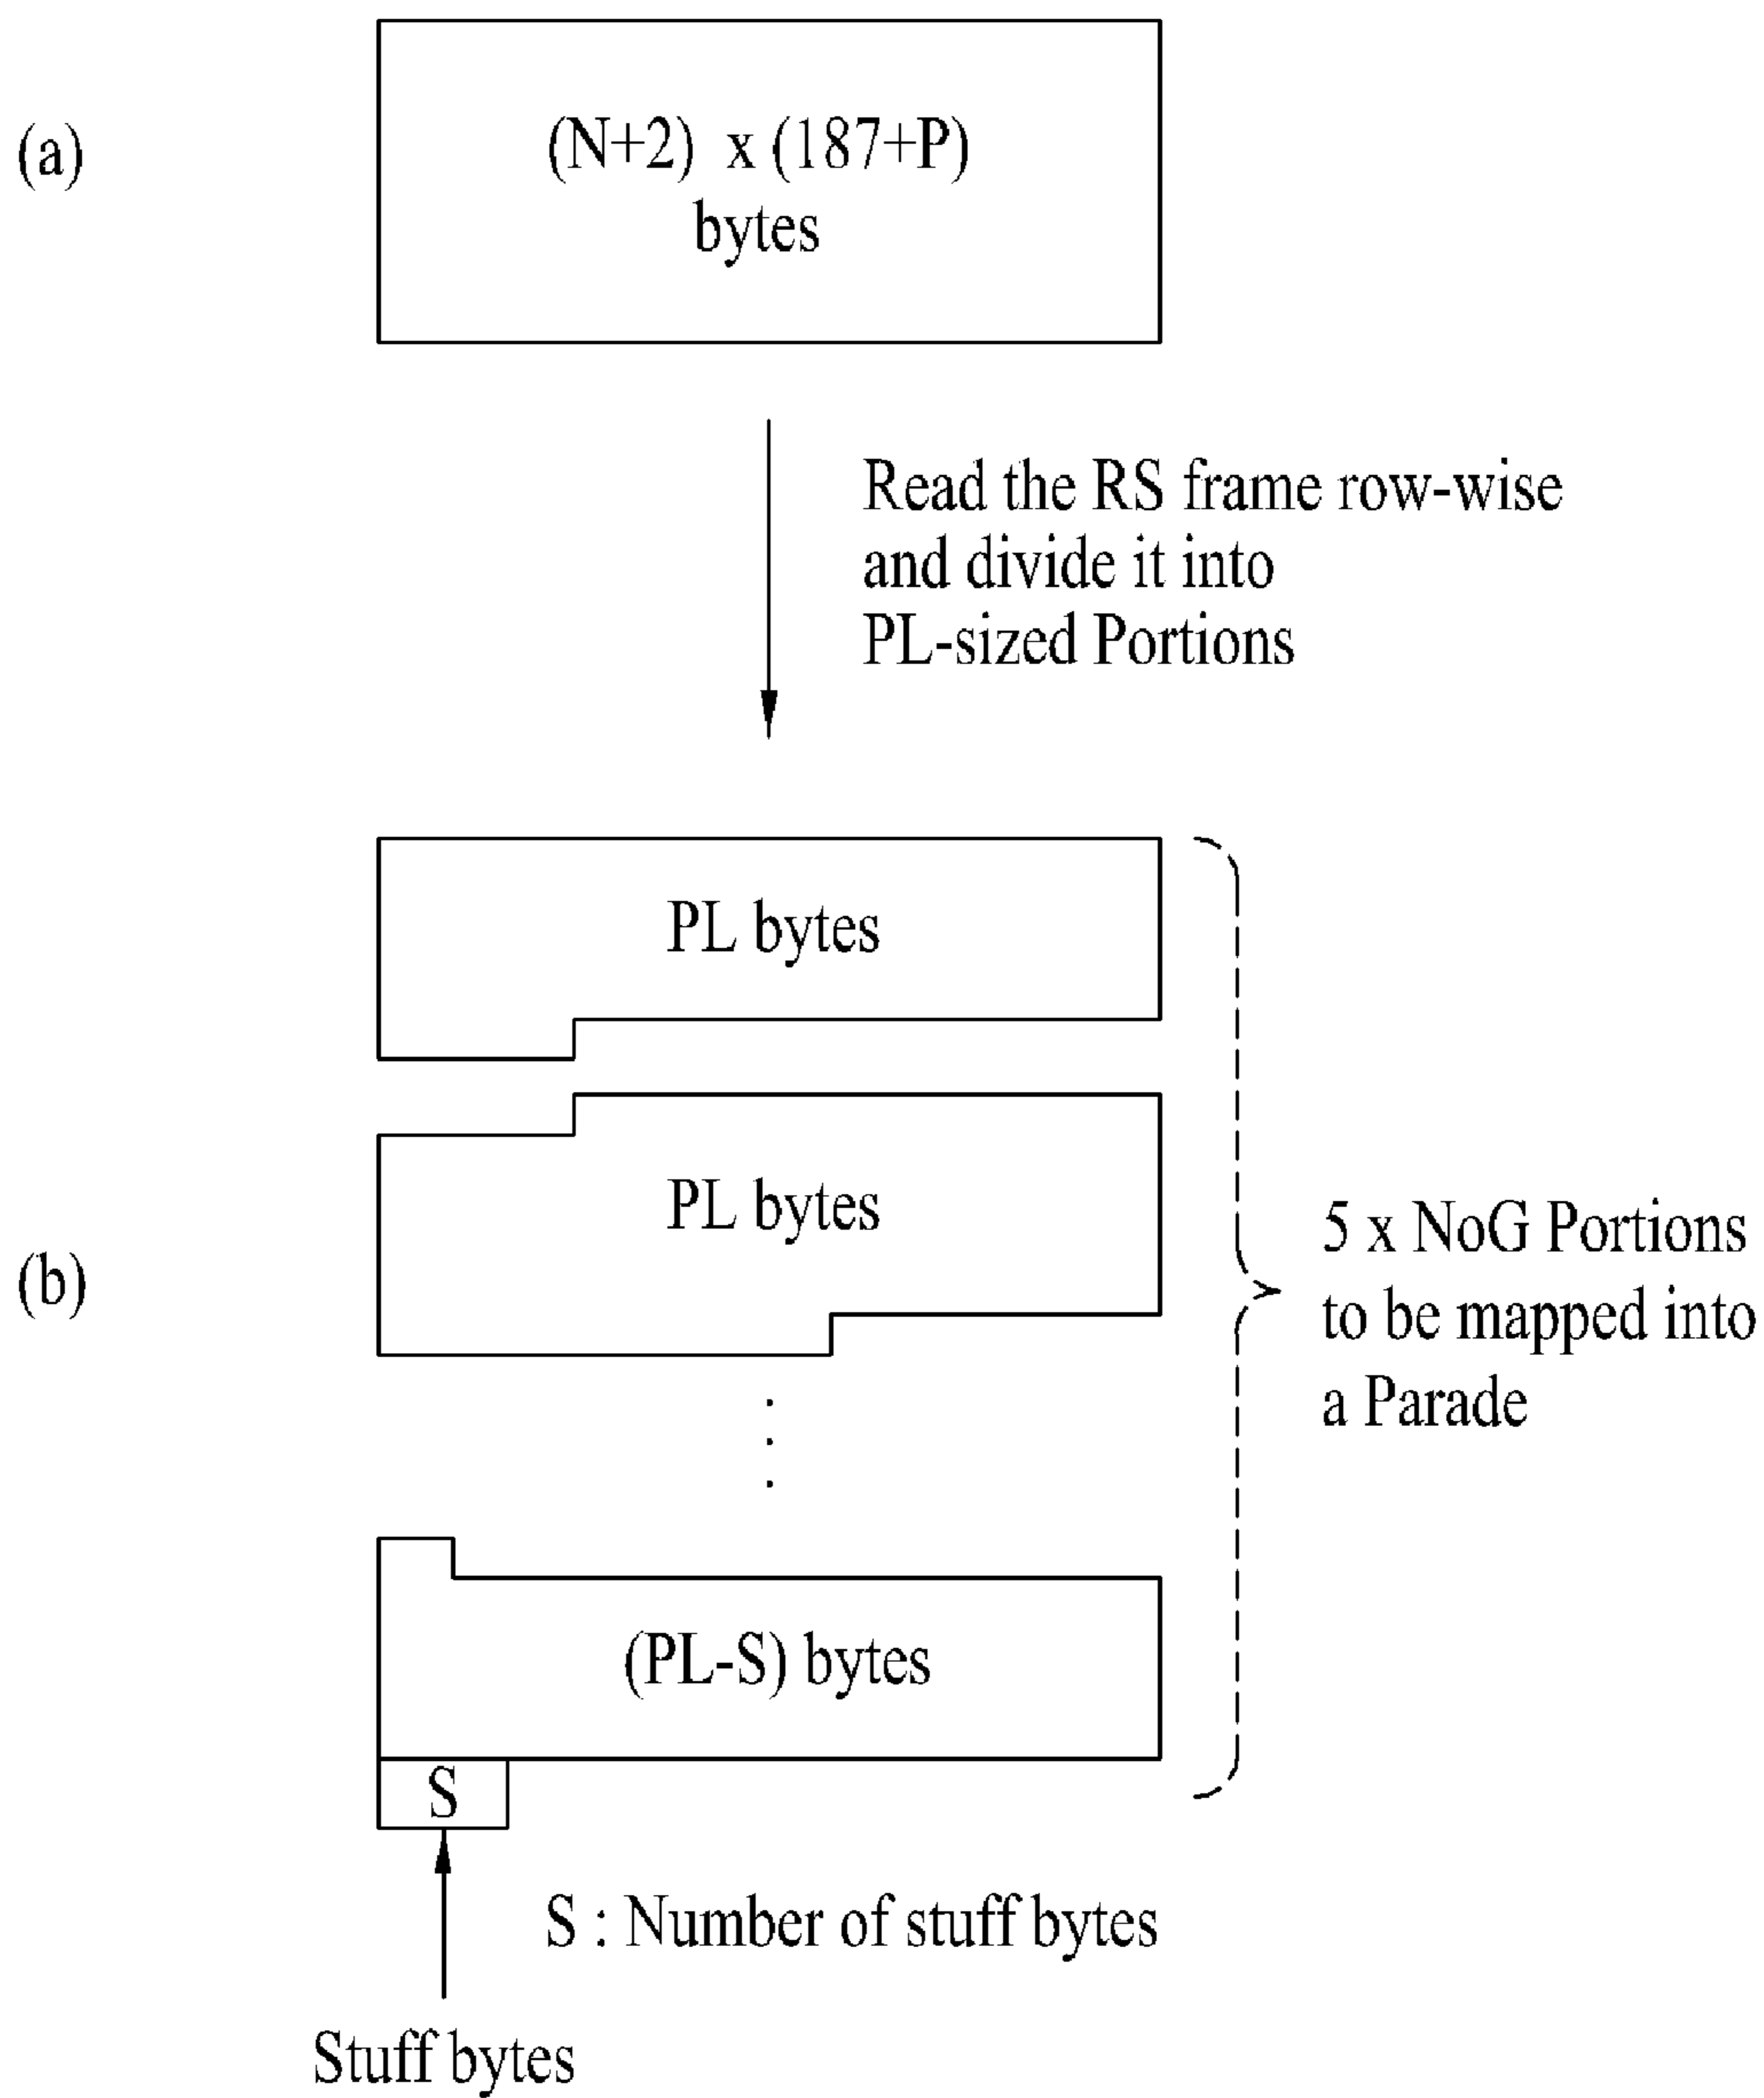 (a)
(N+2) x (187+P)
bytes
Read the RS frame row-wise
and divide it into
PL-sized Portions
PL bytes
PL bytes
(b)
5 x NoG Portions
to be mapped into
a Parade
(PL-S) bytes
S
S : Number of stuff bytes
Stuff bytes